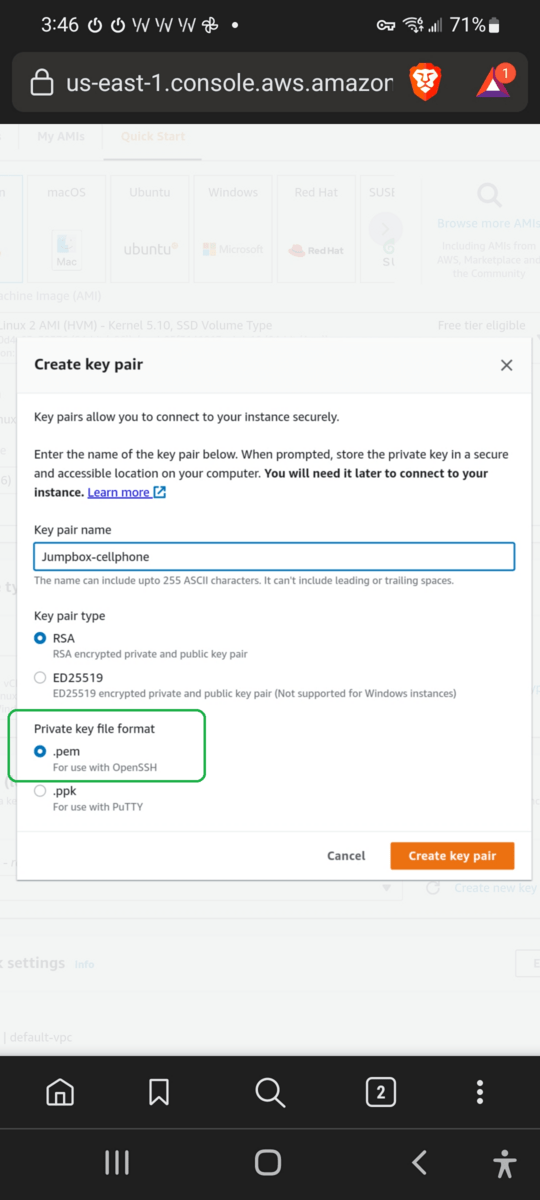 3:46
71%
us-east-1.console.aws.amazon
1
My AMIs
Quick Start
macOS
Ubuntu
Windows
Red Hat
SUSE
Mac
ubuntu
Microsoft
Red Hat
Browse more AMIs
Including AMIs from
AWS, Marketplace and
the Community
achine Image (AMI)
Linux 2 AMI (HVM) - Kernel 5.10, SSD Volume Type
Free tier eligible
Create key pair
Key pairs allow you to connect to your instance securely.
Enter the name of the key pair below. When prompted, store the private key in a secure
and accessible location on your computer. You will need it later to connect to your
instance. Learn more
Key pair name
Jumpbox-cellphone
The name can include upto 255 ASCII characters. It can't include leading or trailing spaces.
Key pair type
RSA
RSA encrypted private and public key pair
ED25519
ED25519 encrypted private and public key pair (Not supported for Windows instances)
Private key file format
.pem
For use with OpenSSH
.ppk
For use with PuTTY
Cancel
Create key pair
Create new key
settings Info
| default-vpc
2